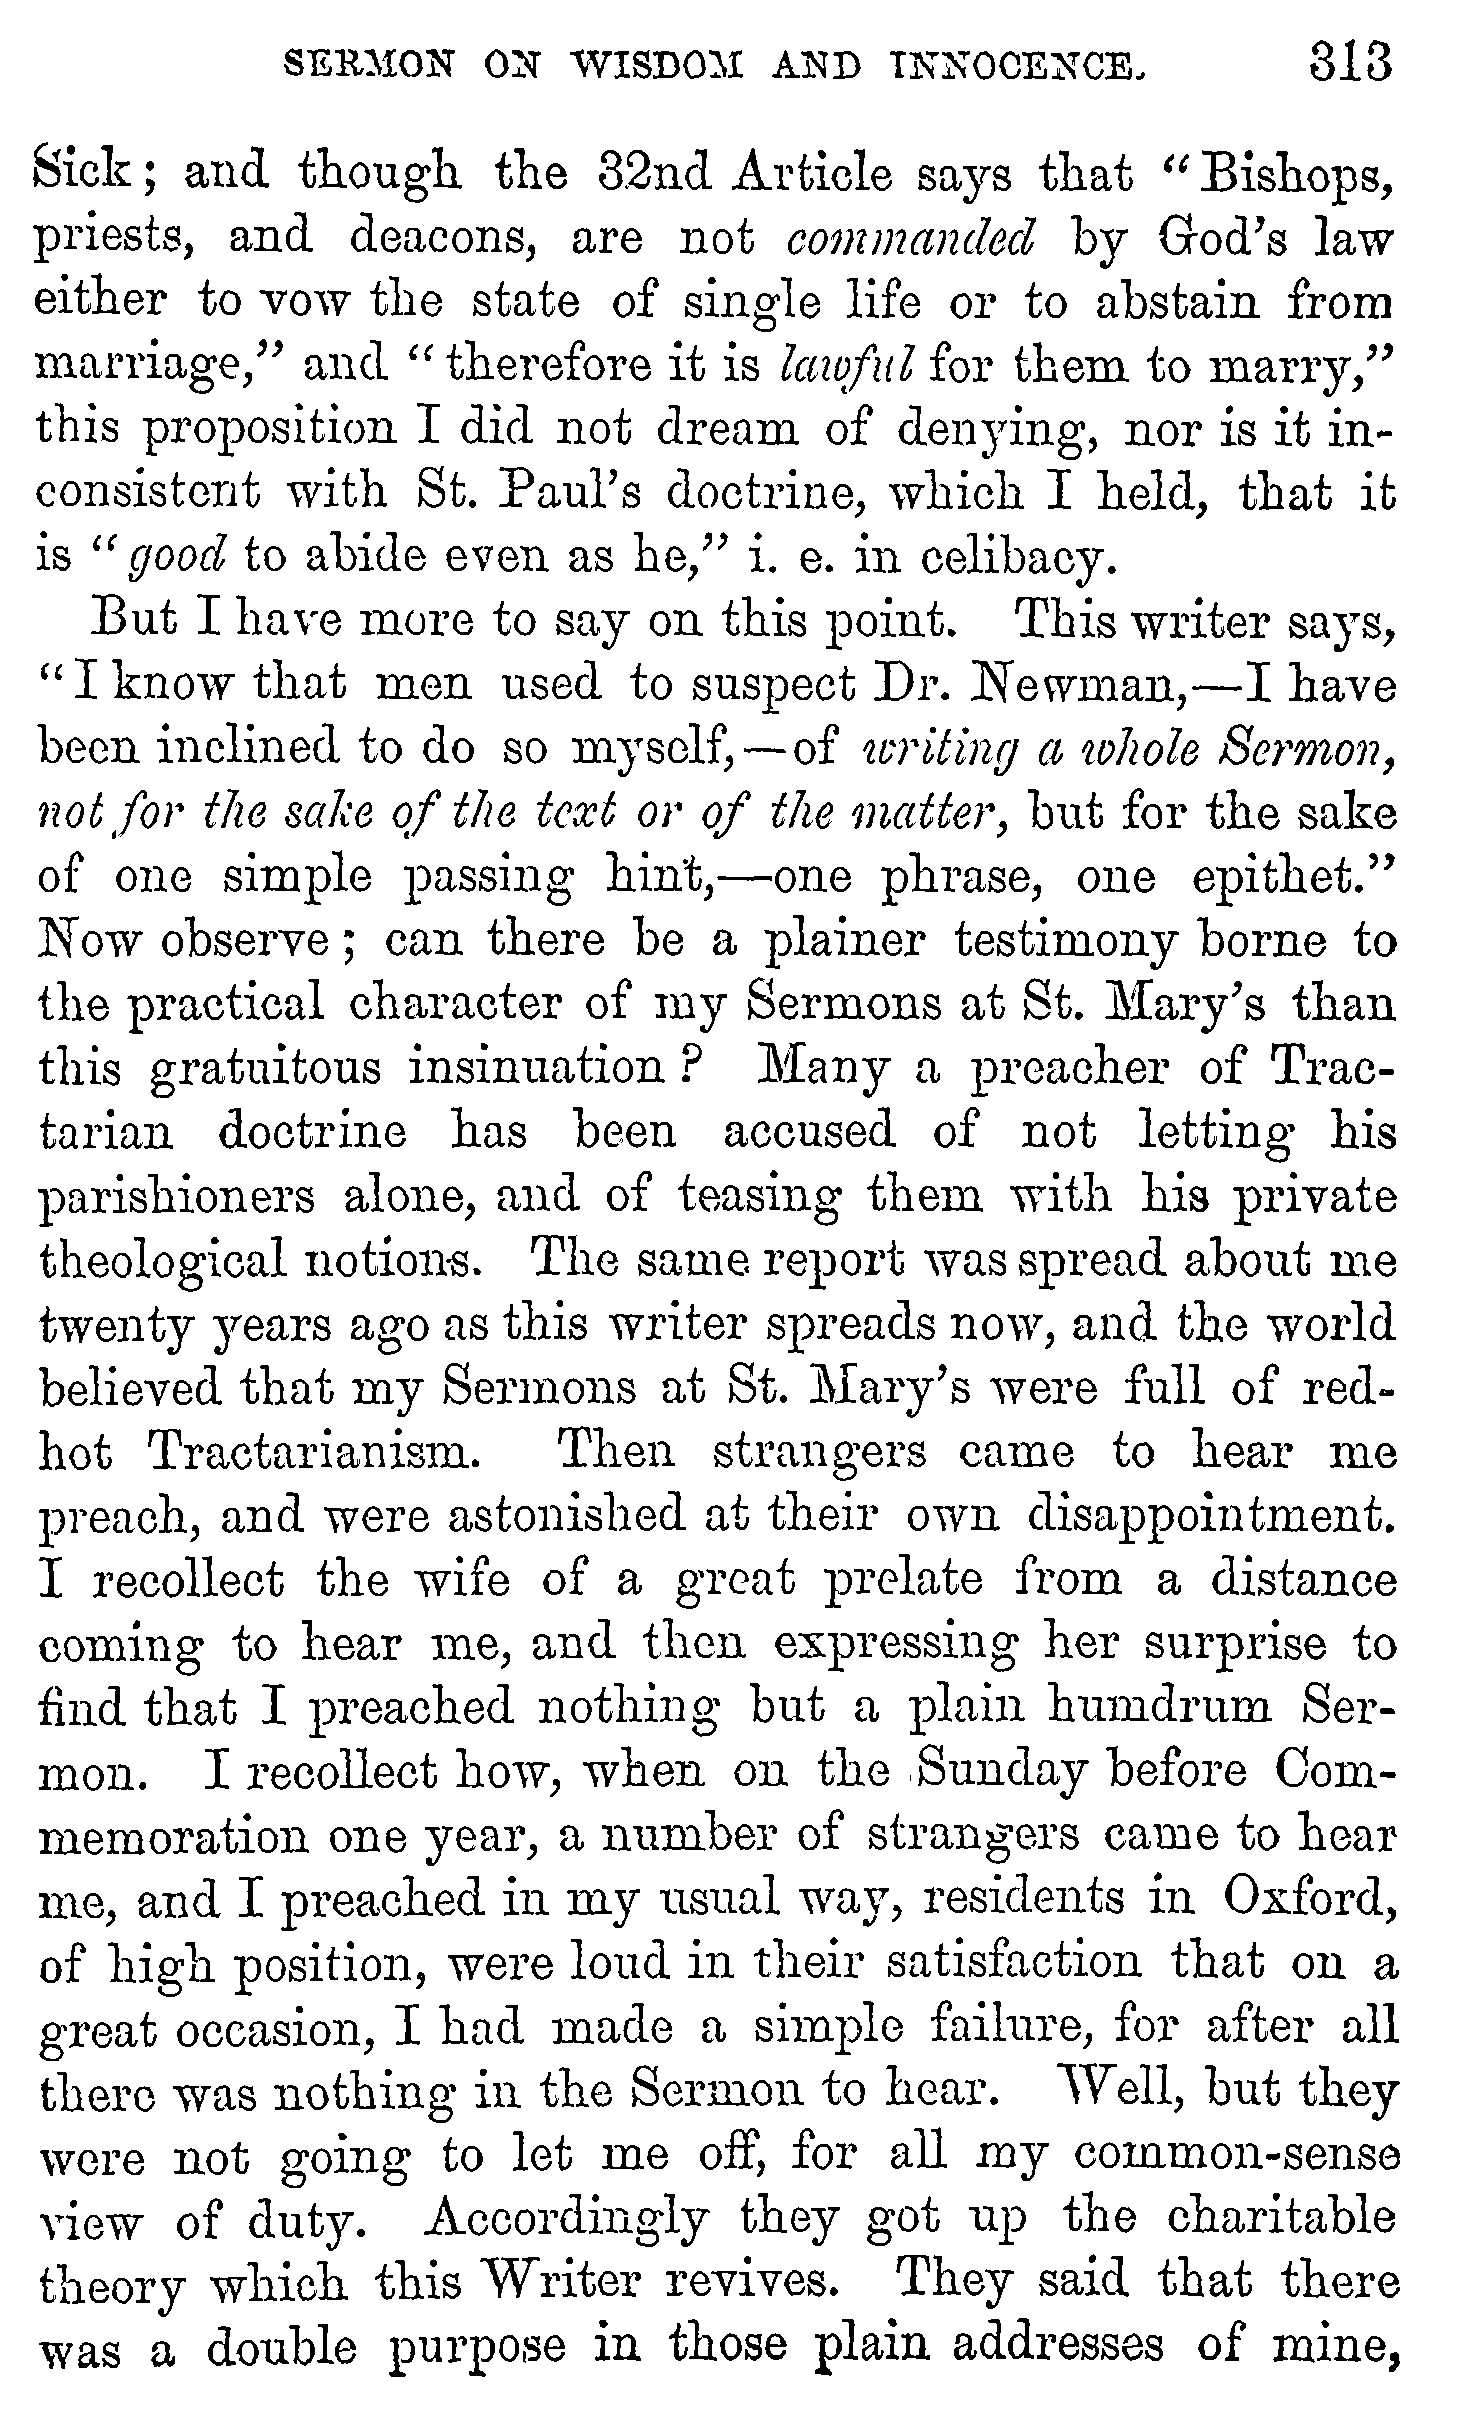 SERMON ON WISDOM AND INNOCENCE. 313
Sick; and though the 32nd Article says that “Bishops,
priests, and deacons, are not commanded by God’s law
either to vow the state of single life or to abstain from
marriage,” and “therefore it is lawful for them to marry,”
this proposition I did not dream of denying, nor is it in-
consistent with St. Paul’s doctrine, which I held, that it
is “good to abide even as he,” i. e. in celibacy.
But I have more to say on this point. This writer says,
“I know that men used to suspect Dr. Newman,—I have
been inclined to do so myself,—of writing a whole Sermon,
not for the sake of the text or of the matter, but for the sake
of one simple passing hint,—one phrase, one epithet.”
Now observe; can there be a plainer testimony borne to
the practical character of my Sermons at St. Mary’s than
this gratuitous insinuation? Many a preacher of Trac-
tarian doctrine has been accused of not letting his
parishioners alone, and of teasing them with his private
theological notions. The same report was spread about me
twenty years ago as this writer spreads now, and the world
believed that my Sermons at St. Mary’s were full of red-
hot Tractarianism. Then strangers came to hear me
preach, and were astonished at their own disappointment.
I recollect the wife of a great prelate from a distance
coming to hear me, and then expressing her surprise to
find that I preached nothing but a plain humdrum Ser-
mon. I recollect how, when on the Sunday before Com-
memoration one year, a number of strangers came to hear
me, and I preached in my usual way, residents in Oxford,
of high position, were loud in their satisfaction that on a
great occasion, I had made a simple failure, for after all
there was nothing in the Sermon to hear. Well, but they
were not going to let me off, for all my common-sense
view of duty. Accordingly they got up the charitable
theory which this Writer revives. They said that there
was a double purpose in those plain addresses of mine,